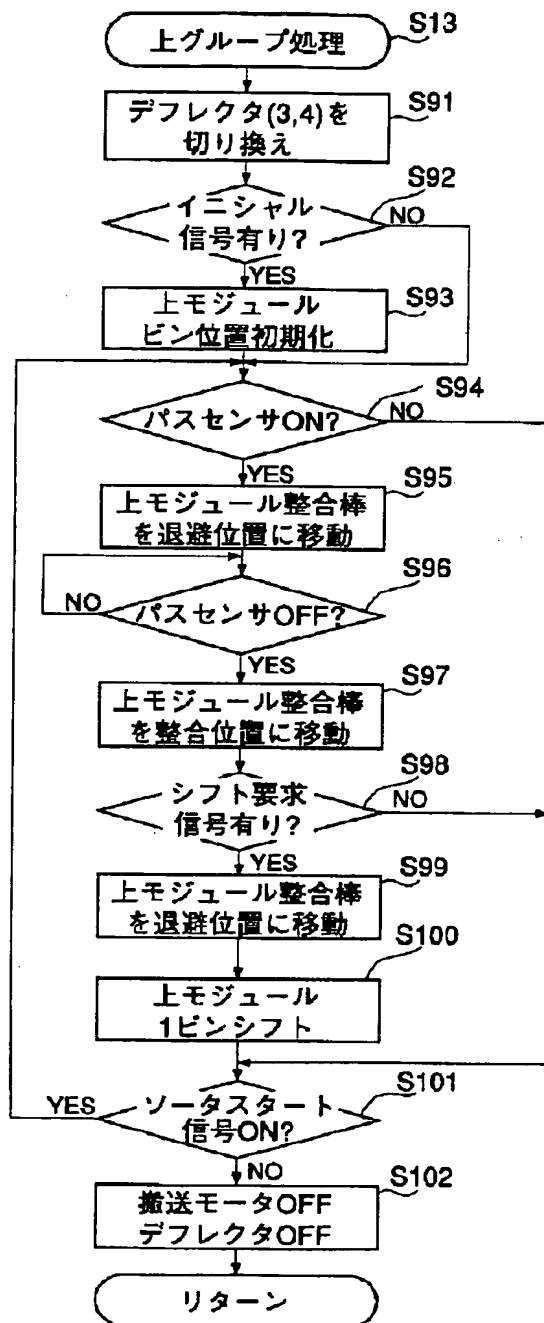 上グループ処理
S13
デフレクタ(3,4)を
切り換え
S91
イニシャル
信号有り?
S92
NO
YES
上モジュール
ビン位置初期化
S93
パスセンサON?
S94
NO
YES
上モジュール整合棒
を退避位置に移動
S95
パスセンサOFF?
S96
NO
YES
上モジュール整合棒
を整合位置に移動
S97
シフト要求
信号有り?
S98
NO
YES
上モジュール整合棒
を退避位置に移動
S99
上モジュール
1ビンシフト
S100
ソータスタート
信号ON?
S101
YES
NO
搬送モータOFF
デフレクタOFF
S102
リターン